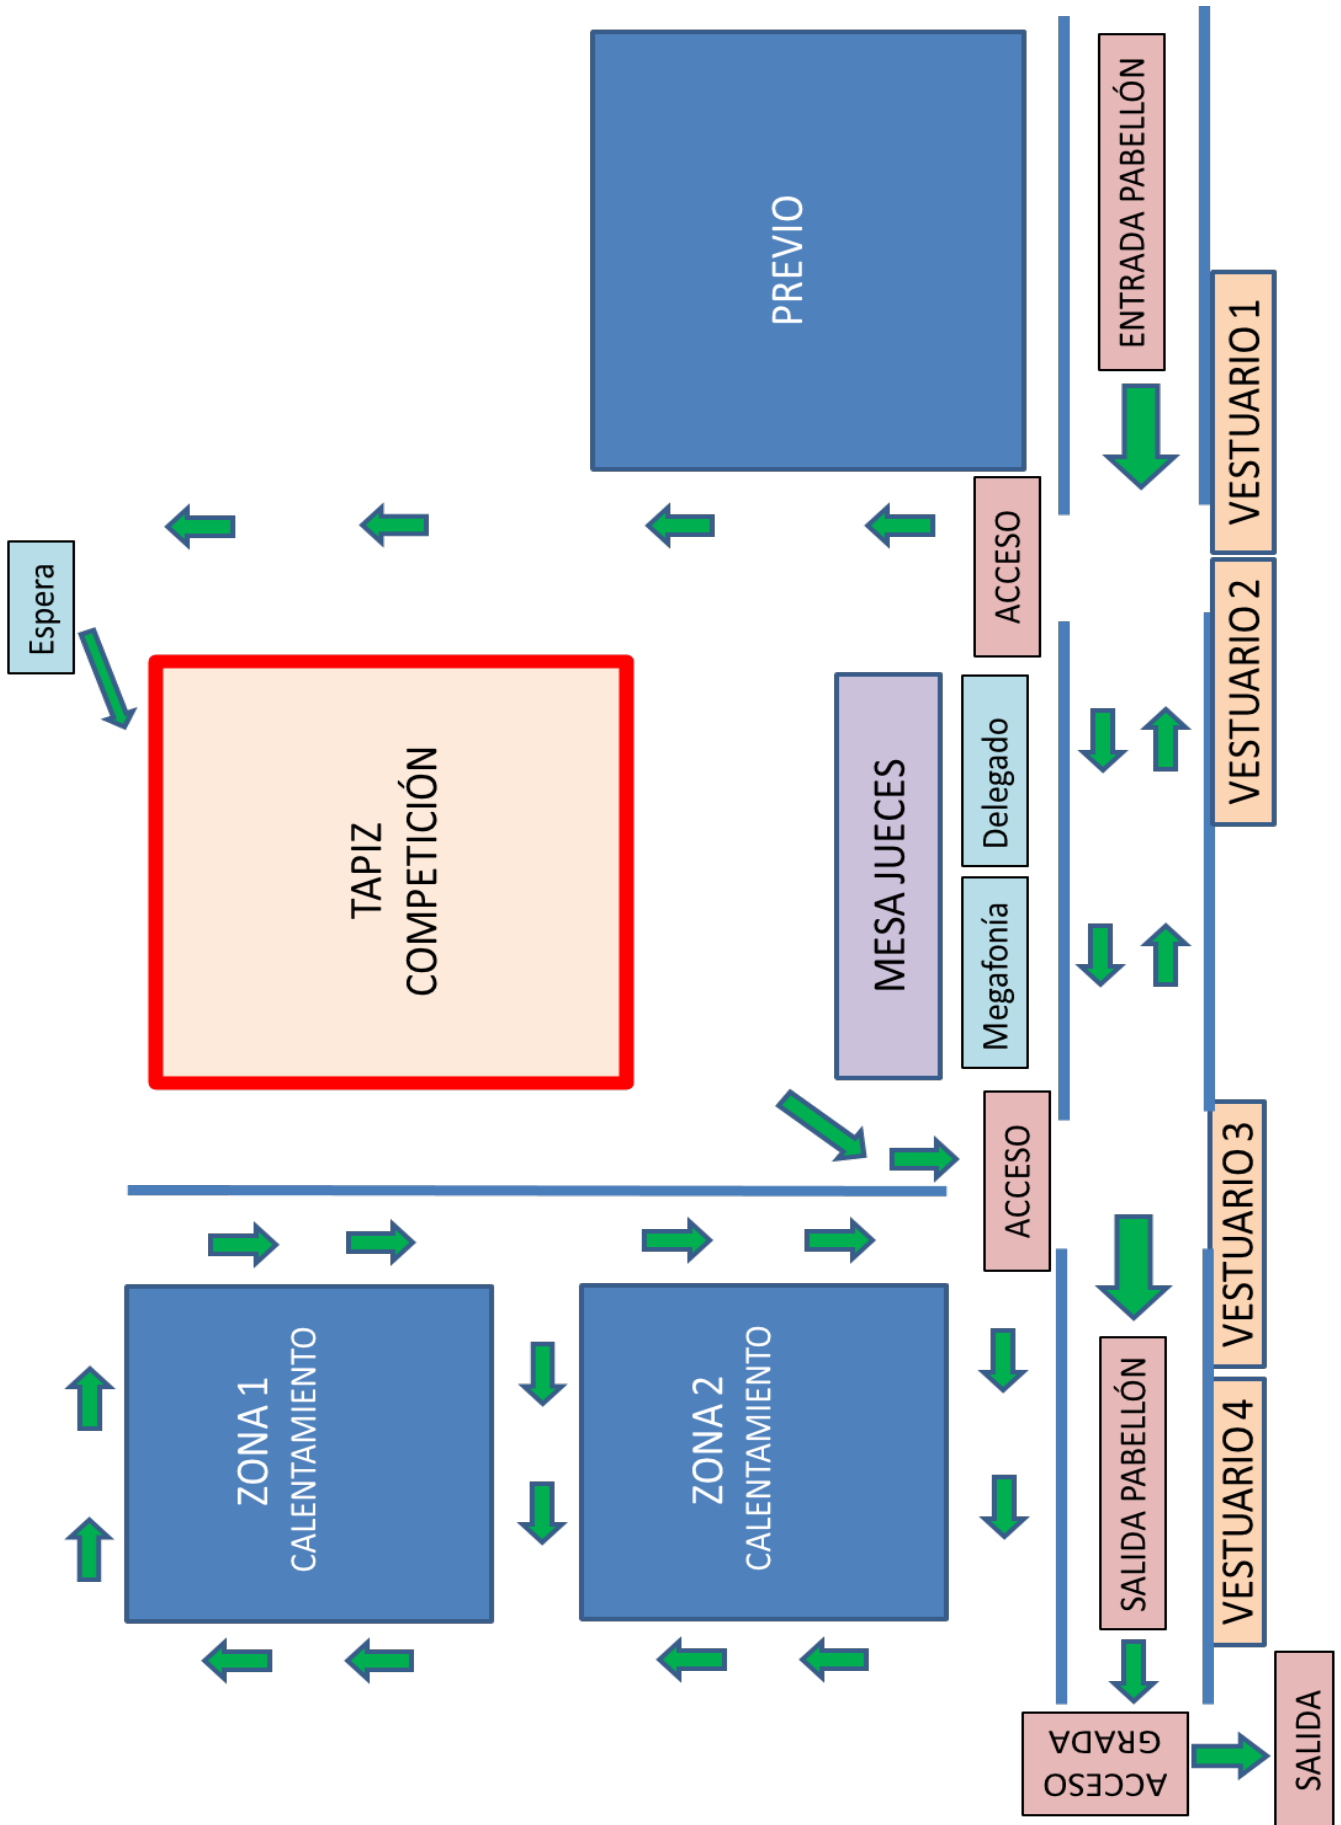 Espera
PREVIO
ENTRADA PABELLÓN
VESTUARIO 1
ACCESO
VESTUARIO 2
TAPIZ
COMPETICIÓN
MESA JUECES
Delegado
Megafonía
ACCESO
VESTUARIO 3
ZONA 1
CALENTAMIENTO
ZONA 2
CALENTAMIENTO
SALIDA PABELLÓN
VESTUARIO 4
ACCESO
GRADA
SALIDA